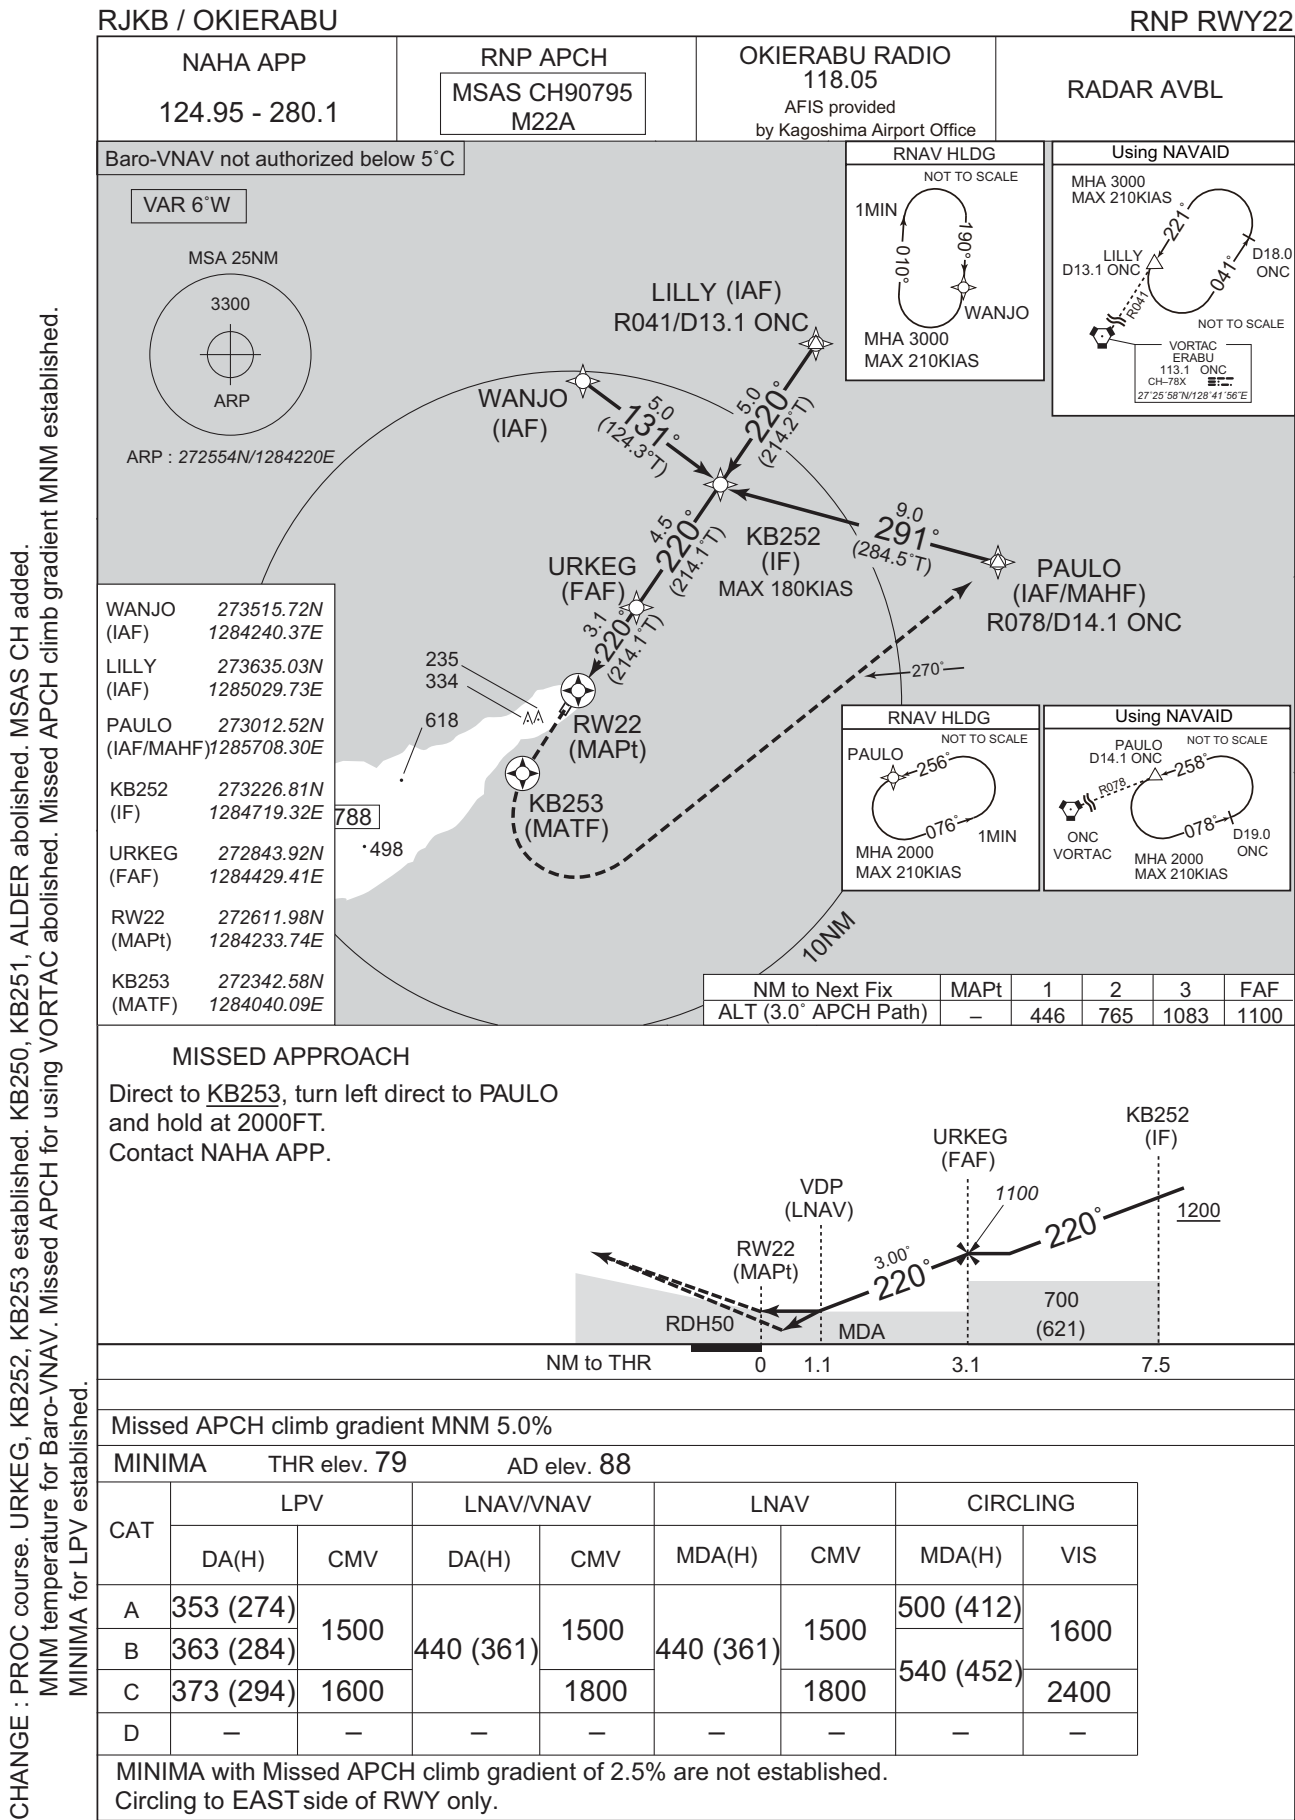 RJKB / OKIERABU
RNP RWY22
NAHA APP
124.95 - 280.1
RNP APCH
MSAS CH90795
M22A
OKIERABU RADIO
118.05
AFIS provided
by Kagoshima Airport Office
RADAR AVBL
Baro-VNAV not authorized below 5˚C
VAR 6˚W
MSA 25NM
3300
ARP
ARP : 272554N/1284220E
RNAV HLDG
NOT TO SCALE
1MIN
010˚
190˚
WANJO
MHA 3000
MAX 210KIAS
Using NAVAID
MHA 3000
MAX 210KIAS
221˚
LILLY
D13.1 ONC
041˚
D18.0
ONC
R041
NOT TO SCALE
VORTAC
ERABU
113.1 ONC
CH–78X
27˚25´58˝N/128˚41´56˝E
LILLY (IAF)
R041/D13.1 ONC
WANJO
(IAF)
5.0
131˚
(124.3˚T)
5.0
220˚
(214.2˚T)
9.0
291˚
(284.5˚T)
KB252
(IF)
MAX 180KIAS
PAULO
(IAF/MAHF)
R078/D14.1 ONC
4.5
220˚
(214.1˚T)
URKEG
(FAF)
3.1
220˚
(214.1˚T)
270˚
235
334
618
788
498
RW22
(MAPt)
KB253
(MATF)
10NM
WANJO 273515.72N
(IAF) 1284240.37E
LILLY 273635.03N
(IAF) 1285029.73E
PAULO 273012.52N
(IAF/MAHF) 1285708.30E
KB252 273226.81N
(IF) 1284719.32E
URKEG 272843.92N
(FAF) 1284429.41E
RW22 272611.98N
(MAPt) 1284233.74E
KB253 272342.58N
(MATF) 1284040.09E
RNAV HLDG
NOT TO SCALE
PAULO
256˚
076˚
1MIN
MHA 2000
MAX 210KIAS
Using NAVAID
PAULO
D14.1 ONC
NOT TO SCALE
258˚
R078
078˚
D19.0
ONC
ONC
VORTAC
MHA 2000
MAX 210KIAS
NM to Next Fix MAPt 1 2 3 FAF
ALT (3.0˚ APCH Path) – 446 765 1083 1100
MISSED APPROACH
Direct to KB253, turn left direct to PAULO
and hold at 2000FT.
Contact NAHA APP.
KB252
(IF)
URKEG
(FAF)
1100
1200
VDP
(LNAV)
220˚
RW22
(MAPt)
3.00˚
220˚
RDH50
MDA
700
(621)
NM to THR 0 1.1 3.1 7.5
Missed APCH climb gradient MNM 5.0%
MINIMA THR elev. 79 AD elev. 88
CAT LPV LNAV/VNAV LNAV CIRCLING
DA(H) CMV DA(H) CMV MDA(H) CMV MDA(H) VIS
A 353 (274) 1500 440 (361) 1500 440 (361) 1500 500 (412) 1600
B 363 (284) 540 (452)
C 373 (294) 1600 1800 1800 2400
D – – – – – – – –
MINIMA with Missed APCH climb gradient of 2.5% are not established.
Circling to EAST side of RWY only.
CHANGE : PROC course. URKEG, KB252, KB253 established. KB250, KB251, ALDER abolished. MSAS CH added.
MNM temperature for Baro-VNAV. Missed APCH for using VORTAC abolished. Missed APCH climb gradient MNM established.
MINIMA for LPV established.